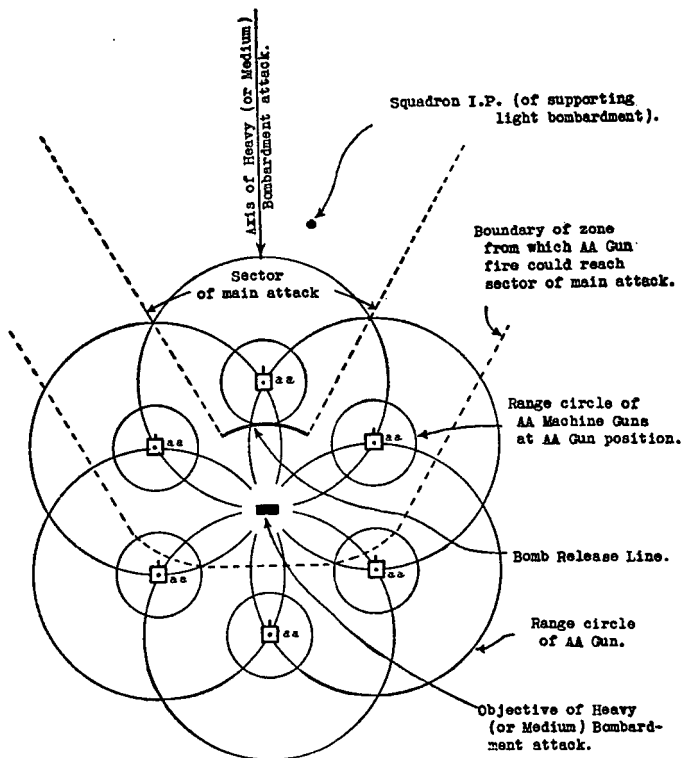 Axis of Heavy (or Medium)
Bombardment attack.
Squadron I.P. (of supporting
light bombardment).
Boundary of zone
from which AA Gun
fire could reach
sector of main attack.
Sector
of main attack
aa
Range circle of
AA Machine Guns
at AA Gun position.
aa
aa
Bomb Release Line.
aa
aa
aa
Range circle
of AA Gun.
Objective of Heavy
(or Medium) Bombard-
ment attack.